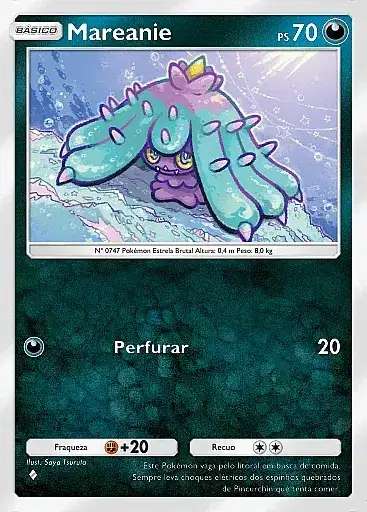 BÁSICO Mareanie PS 70
Nº 0747 Pokémon Estrela Brutal Altura: 0,4 m Peso: 8,0 kg
Perfurar 20
Fraqueza +20 Recuo
Ilust. Saya Tsuruta
Este Pokémon vaga pelo litoral em busca de comida.
Sempre leva choques elétricos dos espinhos quebrados
de Pincurchin que tenta comer.